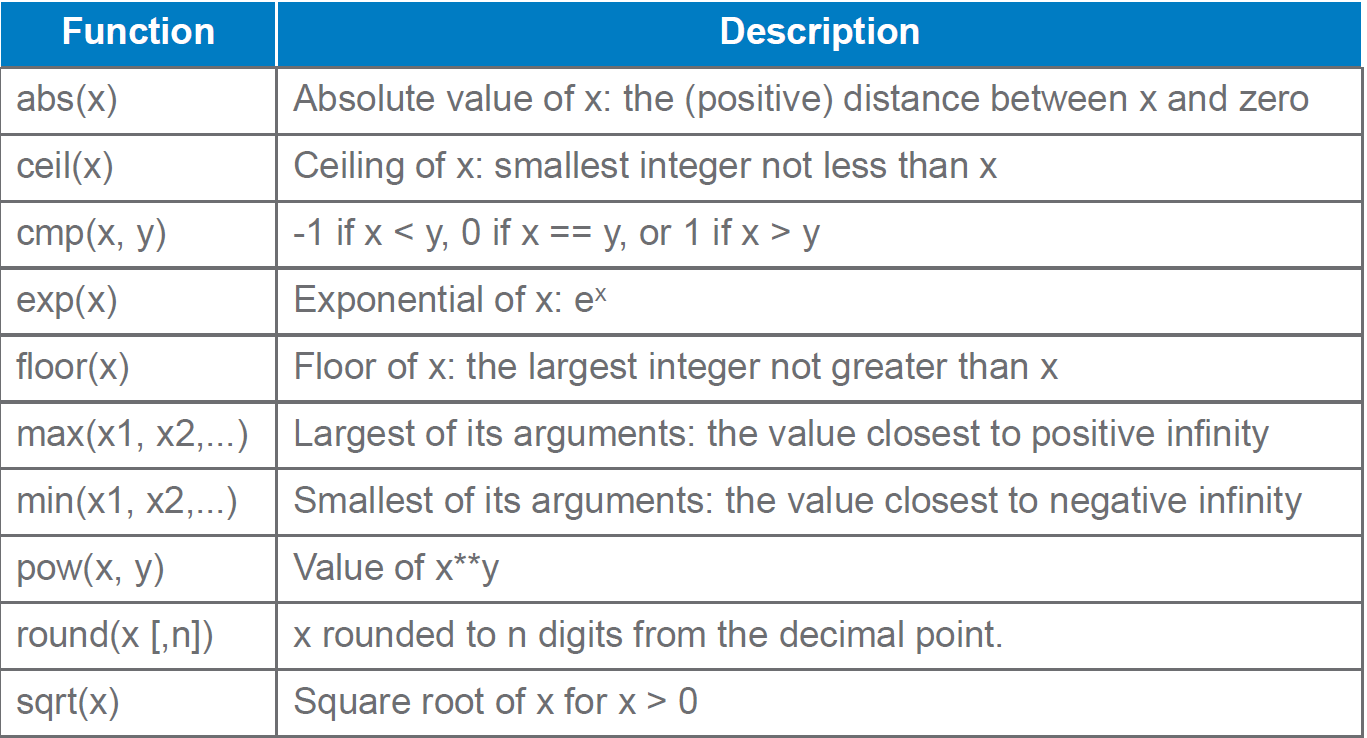 Function Description
abs(x) Absolute value of x: the (positive) distance between x and zero
ceil(x) Ceiling of x: smallest integer not less than x
cmp(x, y) -1 if x < y, 0 if x == y, or 1 if x > y
exp(x) Exponential of x: eˣ
floor(x) Floor of x: the largest integer not greater than x
max(x1, x2,...) Largest of its arguments: the value closest to positive infinity
min(x1, x2,...) Smallest of its arguments: the value closest to negative infinity
pow(x, y) Value of x**y
round(x [,n]) x rounded to n digits from the decimal point.
sqrt(x) Square root of x for x > 0